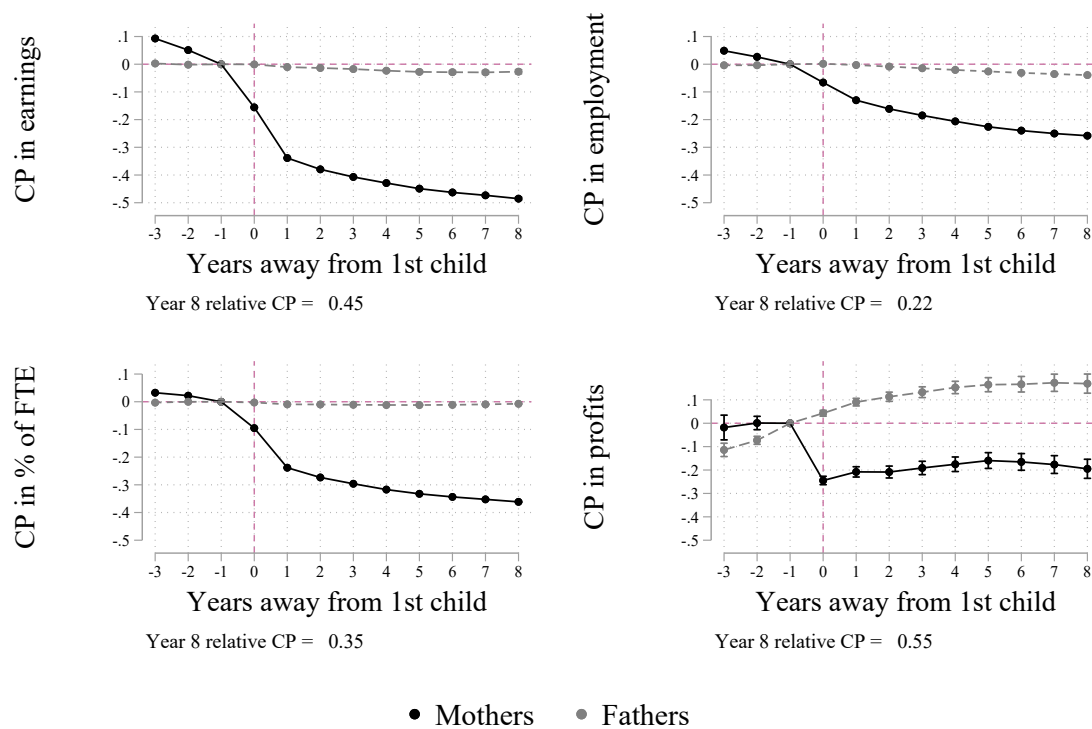 CP in earnings
.1
0
-.1
-.2
-.3
-.4
-.5
-3 -2 -1 0 1 2 3 4 5 6 7 8
Years away from 1st child
Year 8 relative CP = 0.45
CP in employment
.1
0
-.1
-.2
-.3
-.4
-.5
-3 -2 -1 0 1 2 3 4 5 6 7 8
Years away from 1st child
Year 8 relative CP = 0.22
CP in % of FTE
.1
0
-.1
-.2
-.3
-.4
-.5
-3 -2 -1 0 1 2 3 4 5 6 7 8
Years away from 1st child
Year 8 relative CP = 0.35
CP in profits
.1
0
-.1
-.2
-.3
-.4
-.5
-3 -2 -1 0 1 2 3 4 5 6 7 8
Years away from 1st child
Year 8 relative CP = 0.55
Mothers Fathers